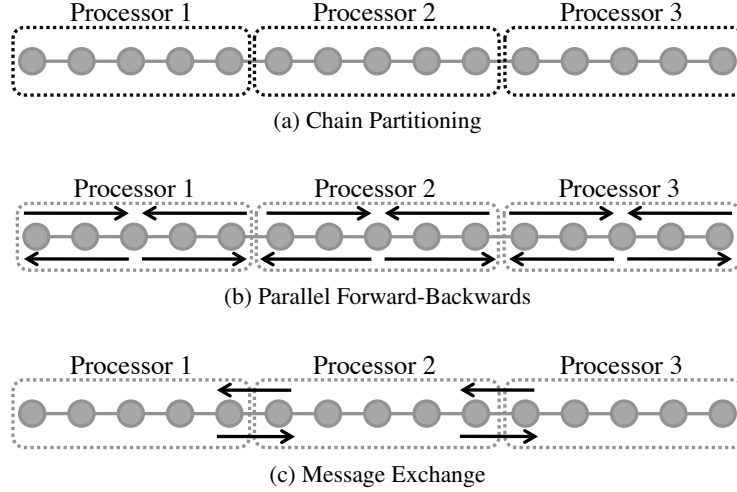 Processor 1 Processor 2 Processor 3
(a) Chain Partitioning
Processor 1 Processor 2 Processor 3
(b) Parallel Forward-Backwards
Processor 1 Processor 2 Processor 3
(c) Message Exchange